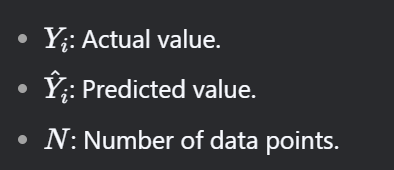 • Yᵢ: Actual value.
• Ŷᵢ: Predicted value.
• N: Number of data points.